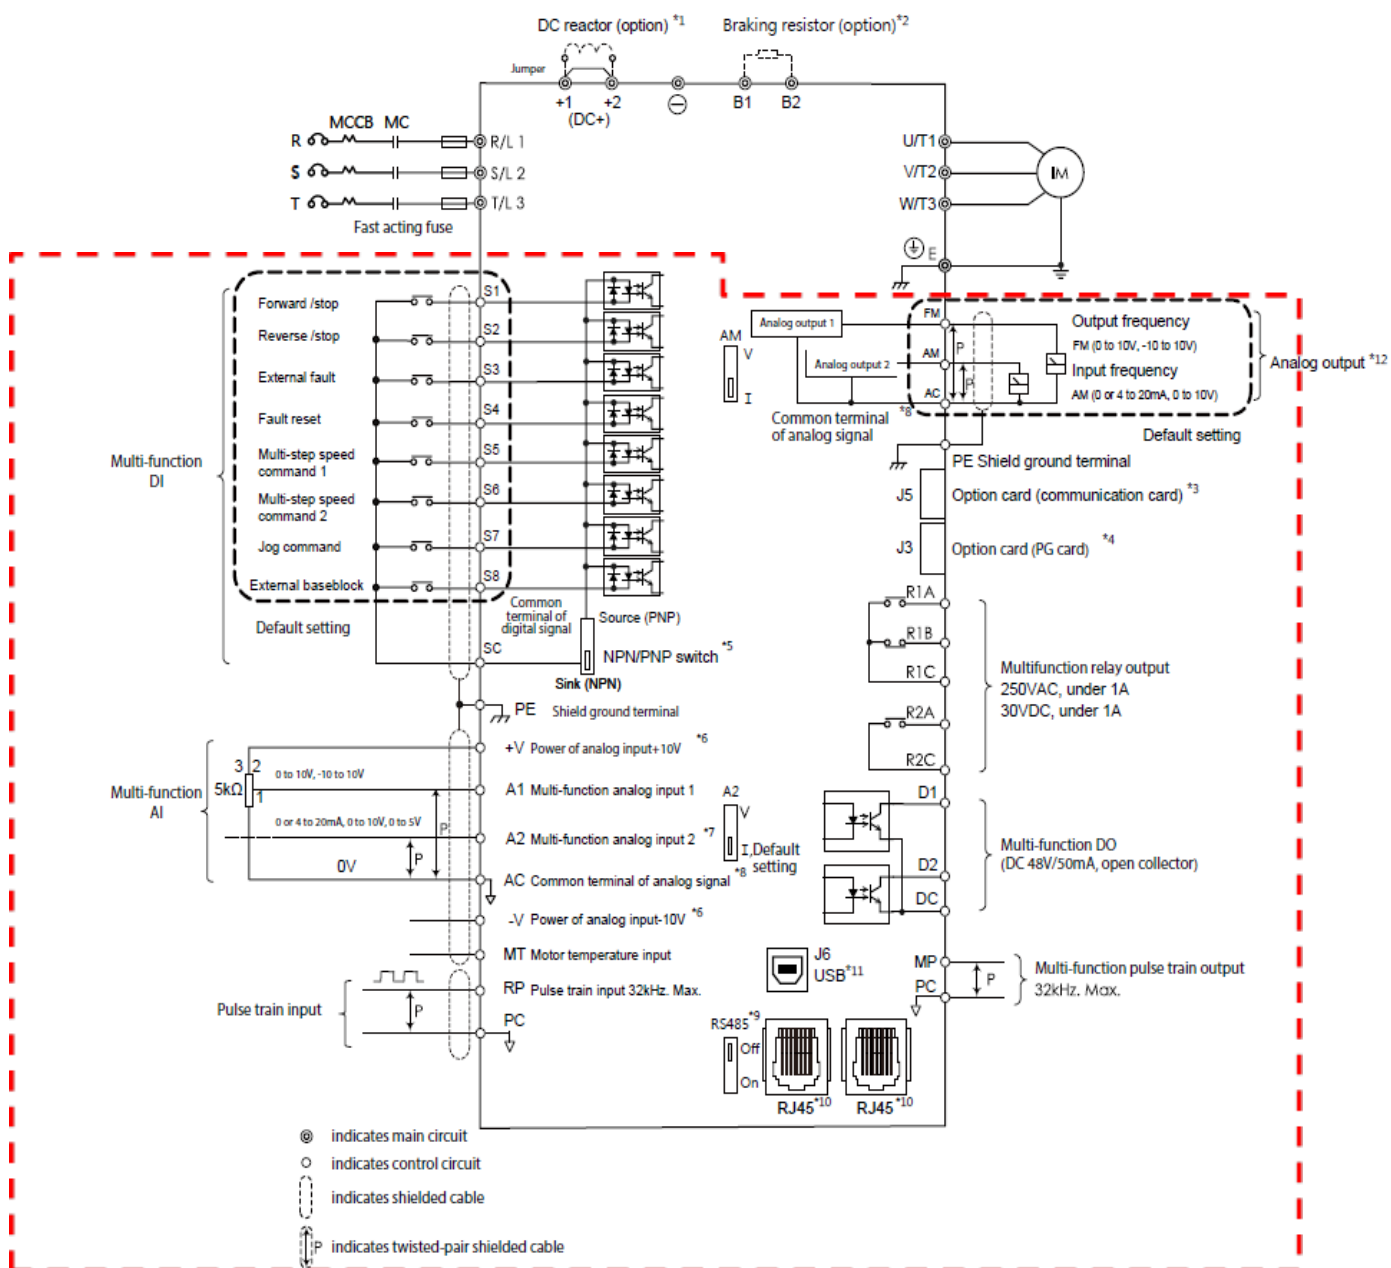 DC reactor (option) *1
Braking resistor (option)*2
Jumper
+1 +2
(DC+)
B1 B2
MCCB MC
R
R/L 1
S
S/L 2
T
T/L 3
Fast acting fuse
U/T1
V/T2
W/T3
IM
E
Multi-function
DI
Forward /stop
S1
Reverse /stop
S2
External fault
S3
Fault reset
S4
Multi-step speed
command 1
S5
Multi-step speed
command 2
S6
Jog command
S7
External baseblock
S8
Default setting
Common
terminal of
digital signal
SC
Source (PNP)
NPN/PNP switch *5
Sink (NPN)
PE Shield ground terminal
AM
V
I
Analog output 1
Analog output 2
Common terminal
of analog signal
*8
FM
AM
AC
P
P
Output frequency
FM (0 to 10V, -10 to 10V)
Input frequency
AM (0 or 4 to 20mA, 0 to 10V)
Analog output *12
Default setting
PE Shield ground terminal
J5 Option card (communication card) *3
J3 Option card (PG card) *4
R1A
R1B
R1C
R2A
R2C
Multifunction relay output
250VAC, under 1A
30VDC, under 1A
Multi-function
AI
3 2
5kΩ
1
0 to 10V, -10 to 10V
0 or 4 to 20mA, 0 to 10V, 0 to 5V
0V
P
P
+V Power of analog input+10V *6
A1 Multi-function analog input 1
A2 Multi-function analog input 2 *7
AC Common terminal of analog signal *8
-V Power of analog input-10V *6
MT Motor temperature input
RP Pulse train input 32kHz. Max.
PC
Pulse train input
P
A2
V
I,Default
setting
D1
D2
DC
Multi-function DO
(DC 48V/50mA, open collector)
J6
USB*11
MP
PC
P
Multi-function pulse train output
32kHz. Max.
RS485*9
Off
On
RJ45*10
RJ45*10
indicates main circuit
indicates control circuit
indicates shielded cable
P indicates twisted-pair shielded cable